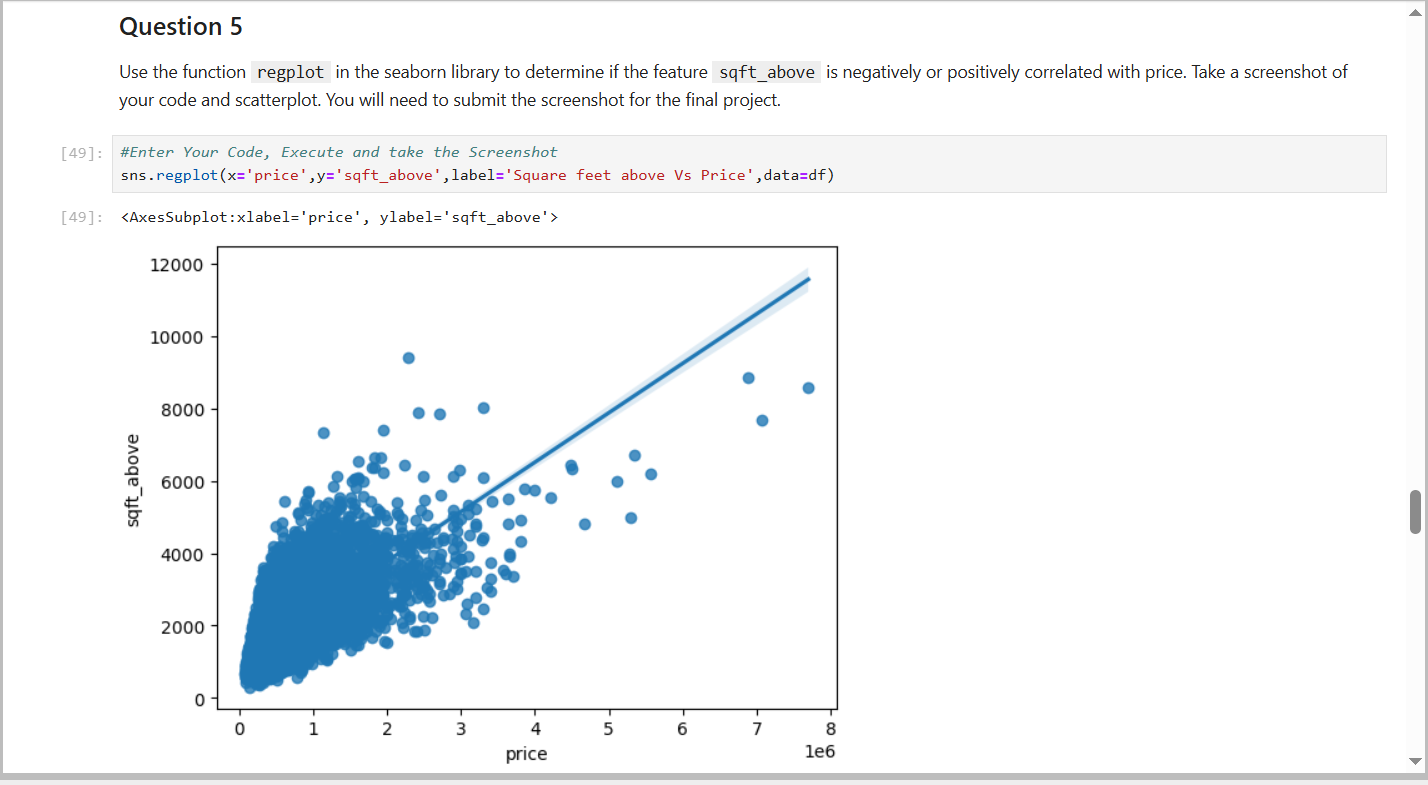 Question 5
Use the function regplot in the seaborn library to determine if the feature sqft_above is negatively or positively correlated with price. Take a screenshot of
your code and scatterplot. You will need to submit the screenshot for the final project.
[49]: #Enter Your Code, Execute and take the Screenshot
sns.regplot(x='price',y='sqft_above',label='Square feet above Vs Price',data=df)
[49]: <AxesSubplot:xlabel='price', ylabel='sqft_above'>
12000
10000
8000
6000
4000
2000
0
sqft_above
0 1 2 3 4 5 6 7 8
1e6
price